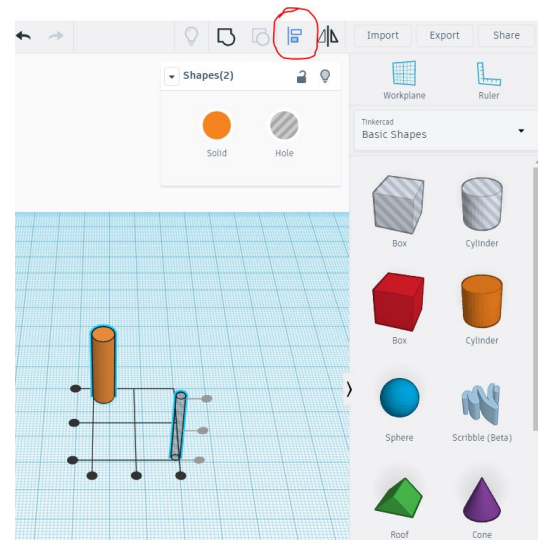 Import Export Share
Shapes(2)
Solid Hole
Workplane Ruler
Tinkercad
Basic Shapes
Box Cylinder
Box Cylinder
Sphere Scribble (Beta)
Roof Cone